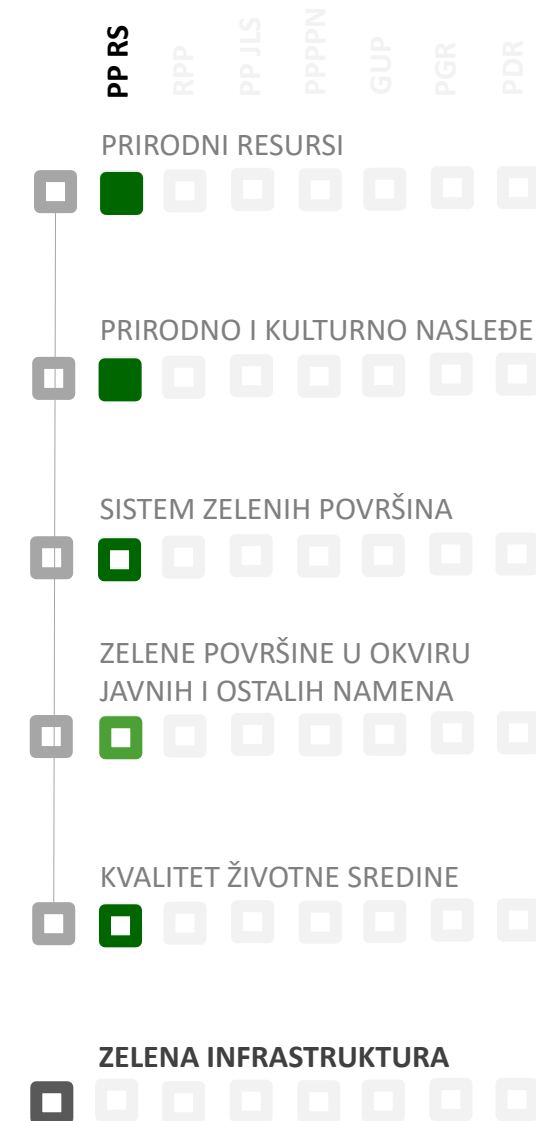 PP RS
RPP
PP JLS
PPPPN
GUP
PGR
PDR
PRIRODNI RESURSI
PRIRODNO I KULTURNO NASLEĐE
SISTEM ZELENIH POVRŠINA
ZELENE POVRŠINE U OKVIRU
JAVNIH I OSTALIH NAMENA
KVALITET ŽIVOTNE SREDINE
ZELENA INFRASTRUKTURA